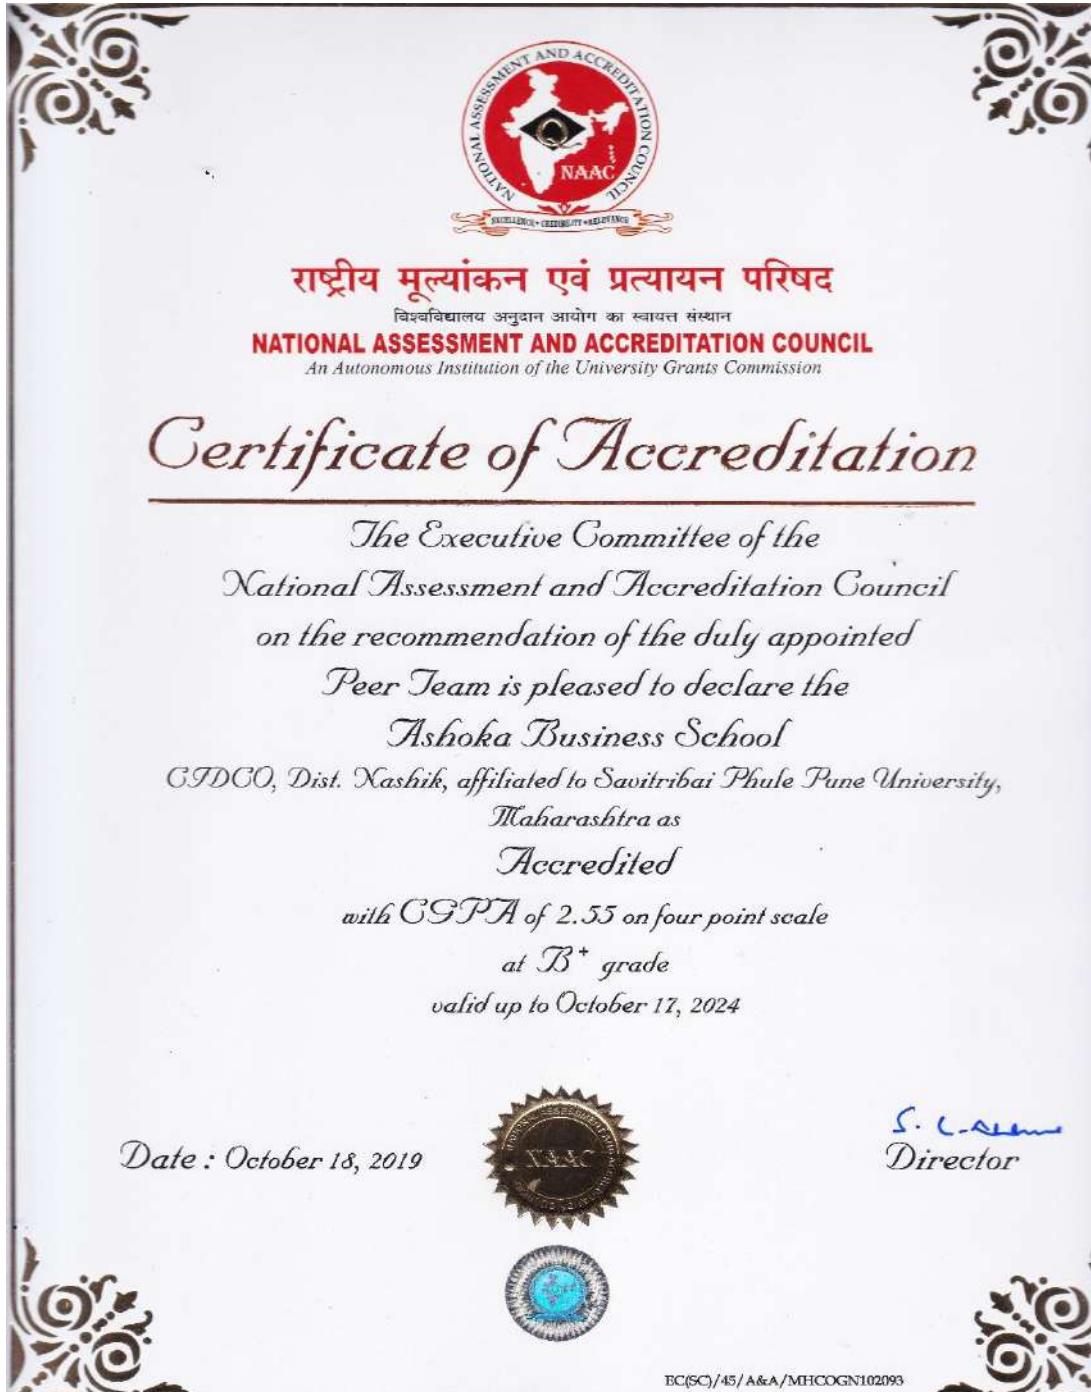 NATIONAL ASSESSMENT AND ACCREDITATION COUNCIL
NAAC
EXCELLENCE • CREDIBILITY • RELEVANCE
राष्ट्रीय मूल्यांकन एवं प्रत्यायन परिषद
विश्वविद्यालय अनुदान आयोग का स्वायत्त संस्थान
NATIONAL ASSESSMENT AND ACCREDITATION COUNCIL
An Autonomous Institution of the University Grants Commission
Certificate of Accreditation
The Executive Committee of the
National Assessment and Accreditation Council
on the recommendation of the duly appointed
Peer Team is pleased to declare the
Ashoka Business School
CIDCO, Dist. Nashik, affiliated to Savitribai Phule Pune University,
Maharashtra as
Accredited
with CGPA of 2.55 on four point scale
at B+ grade
valid up to October 17, 2024
Date : October 18, 2019
NAAC
Director
EC(SC)/45/A&A/MHCOGN102093